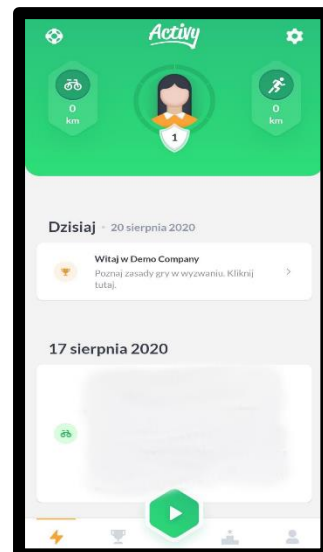 Activy
0
km
1
0
km
Dzisiaj - 20 sierpnia 2020
Witaj w Demo Company
Poznaj zasady gry w wyzwaniu. Kliknij
tutaj.
17 sierpnia 2020